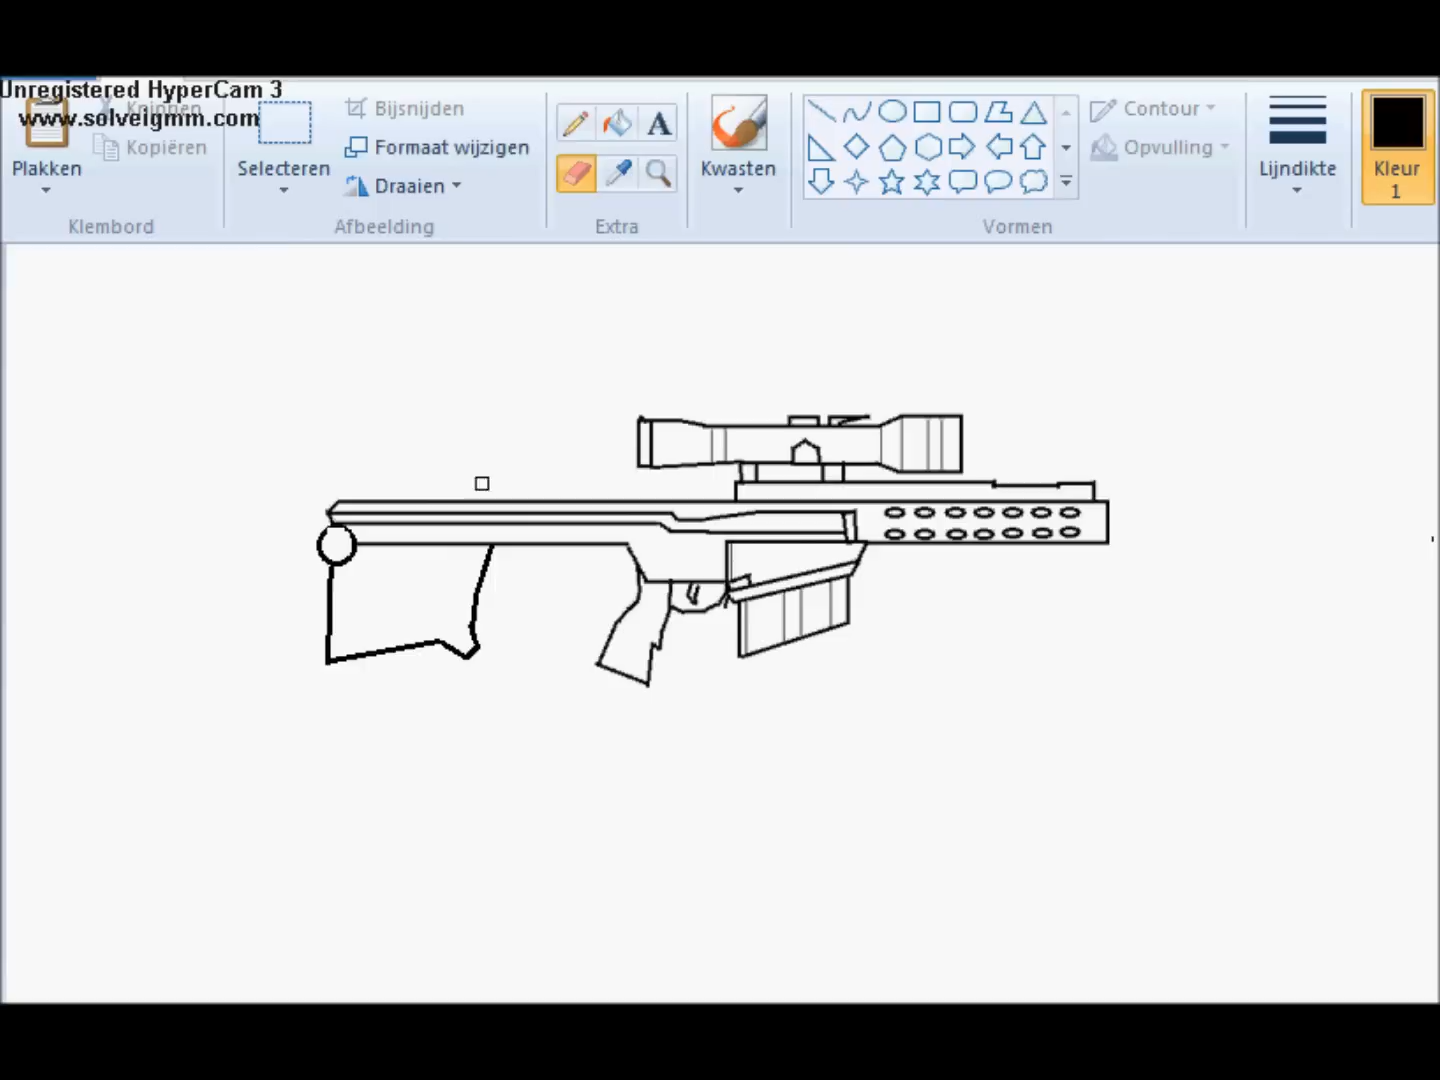 Unregistered HyperCam 3
www.solveigmm.com
Knippen
Plakken
Kopiëren
Klembord
Selecteren
Bijsnijden
Formaat wijzigen
Draaien
Afbeelding
A
Extra
Kwasten
Vormen
Contour
Opvulling
Lijndikte
Kleur
1